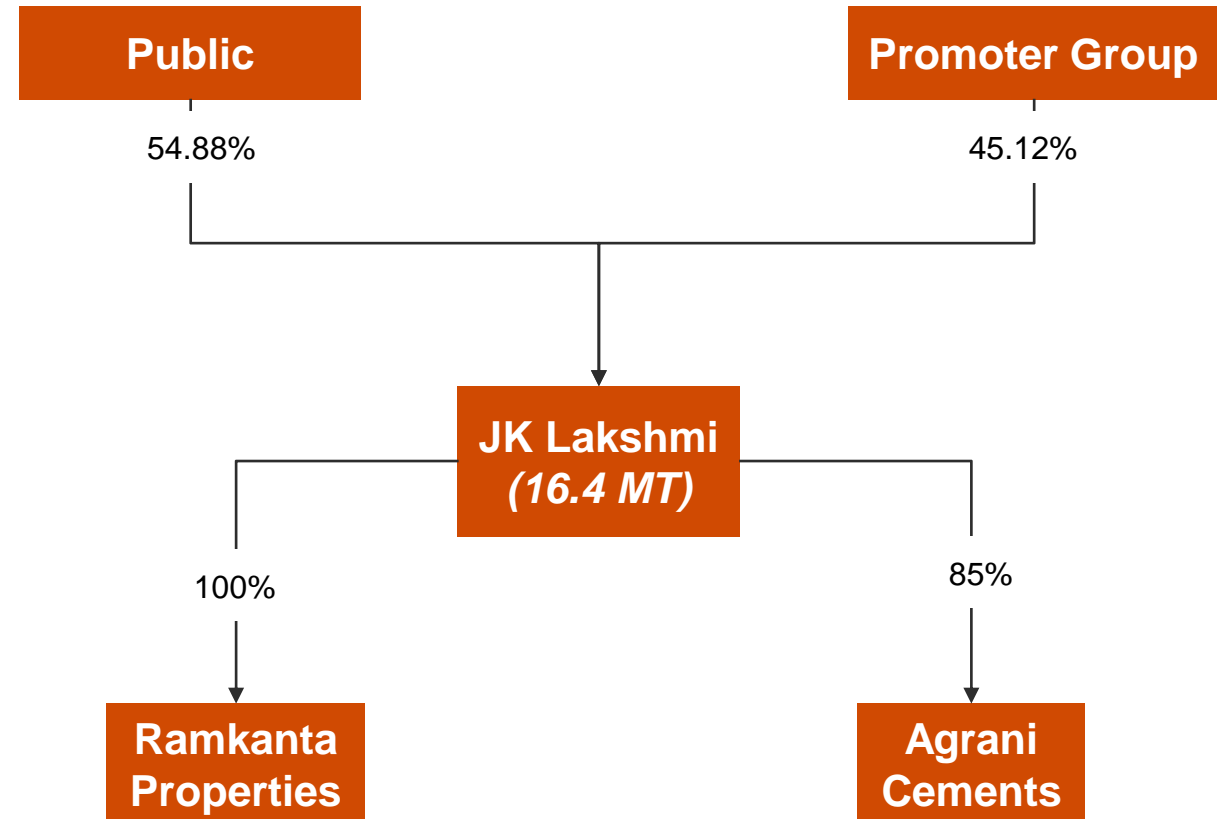 Public
Promoter Group
54.88%
45.12%
JK Lakshmi
(16.4 MT)
100%
85%
Ramkanta
Properties
Agrani
Cements